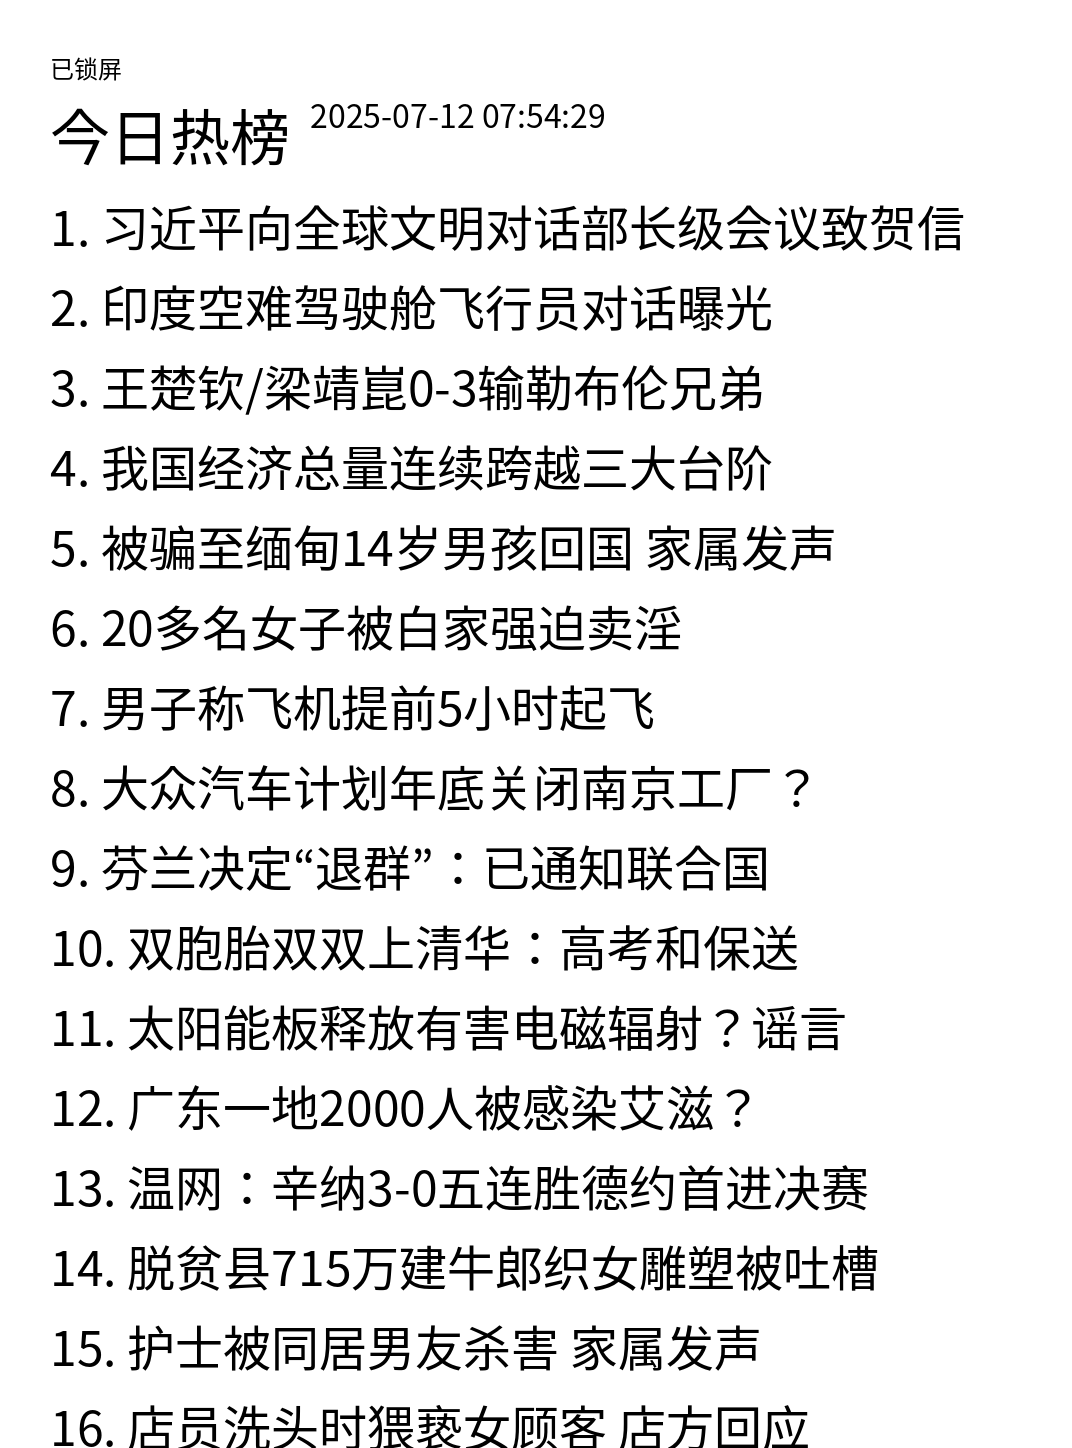 已锁屏
今日热榜 2025-07-12 07:54:29
1. 习近平向全球文明对话部长级会议致贺信
2. 印度空难驾驶舱飞行员对话曝光
3. 王楚钦/梁靖崑0-3输勒布伦兄弟
4. 我国经济总量连续跨越三大台阶
5. 被骗至缅甸14岁男孩回国 家属发声
6. 20多名女子被白家强迫卖淫
7. 男子称飞机提前5小时起飞
8. 大众汽车计划年底关闭南京工厂？
9. 芬兰决定“退群”：已通知联合国
10. 双胞胎双双上清华：高考和保送
11. 太阳能板释放有害电磁辐射？谣言
12. 广东一地2000人被感染艾滋？
13. 温网：辛纳3-0五连胜德约首进决赛
14. 脱贫县715万建牛郎织女雕塑被吐槽
15. 护士被同居男友杀害 家属发声
16. 店员洗头时猥亵女顾客 店方回应